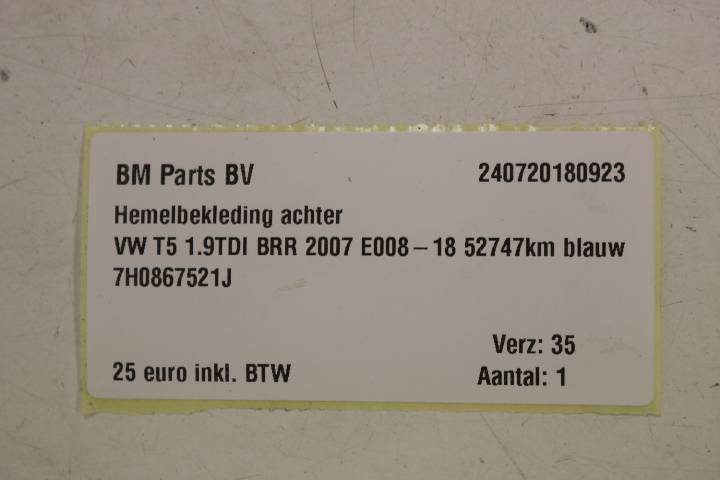 BM Parts BV 240720180923
Hemelbekleding achter
VW T5 1.9TDI BRR 2007 E008-18 52747km blauw
7H0867521J
Verz: 35
25 euro inkl. BTW Aantal: 1